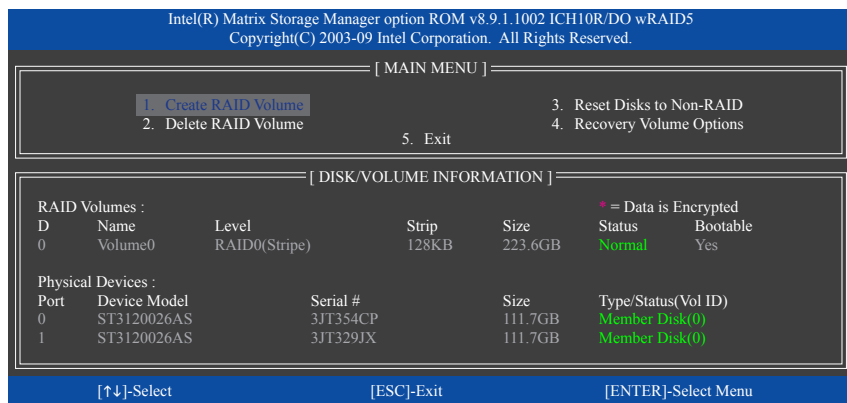 Intel(R) Matrix Storage Manager option ROM v8.9.1.1002 ICH10R/DO wRAID5
Copyright(C) 2003-09 Intel Corporation. All Rights Reserved.
[ MAIN MENU ]
1. Create RAID Volume 3. Reset Disks to Non-RAID
2. Delete RAID Volume 4. Recovery Volume Options
5. Exit
[ DISK/VOLUME INFORMATION ]
RAID Volumes : * = Data is Encrypted
D Name Level Strip Size Status Bootable
0 Volume0 RAID0(Stripe) 128KB 223.6GB Normal Yes
Physical Devices :
Port Device Model Serial # Size Type/Status(Vol ID)
0 ST3120026AS 3JT354CP 111.7GB Member Disk(0)
1 ST3120026AS 3JT329JX 111.7GB Member Disk(0)
[↑↓]-Select [ESC]-Exit [ENTER]-Select Menu